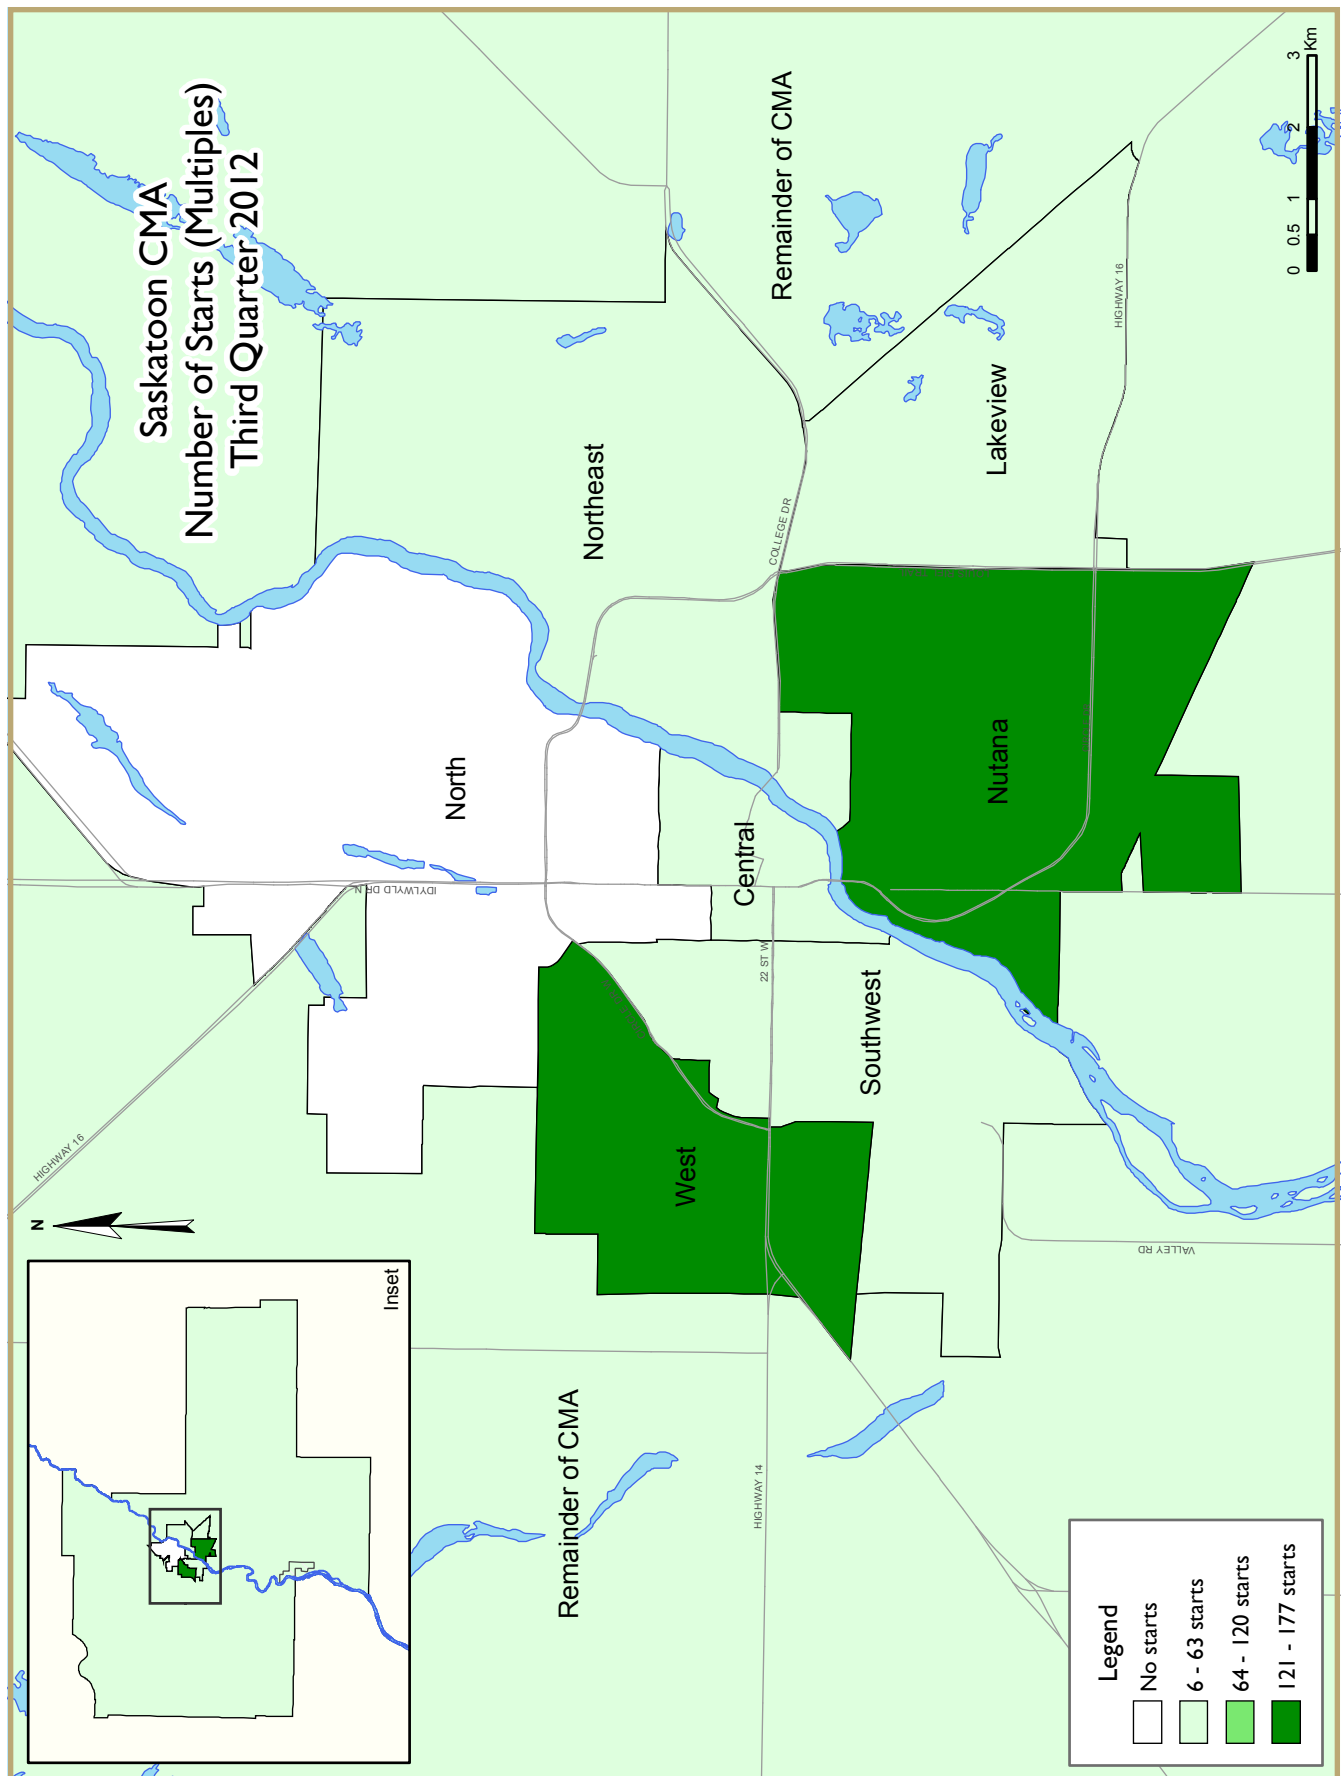 Saskatoon CMA
Number of Starts (Multiples)
Third Quarter 2012
N
Inset
HIGHWAY 16
IDYLWYLD DR N
North
Northeast
Remainder of CMA
COLLEGE DR
Central
22 ST W
West
Southwest
Nutana
Lakeview
HIGHWAY 16
Remainder of CMA
HIGHWAY 14
VALLEY RD
Legend
No starts
6 - 63 starts
64 - 120 starts
121 - 177 starts
0 0.5 1 2 3
Km